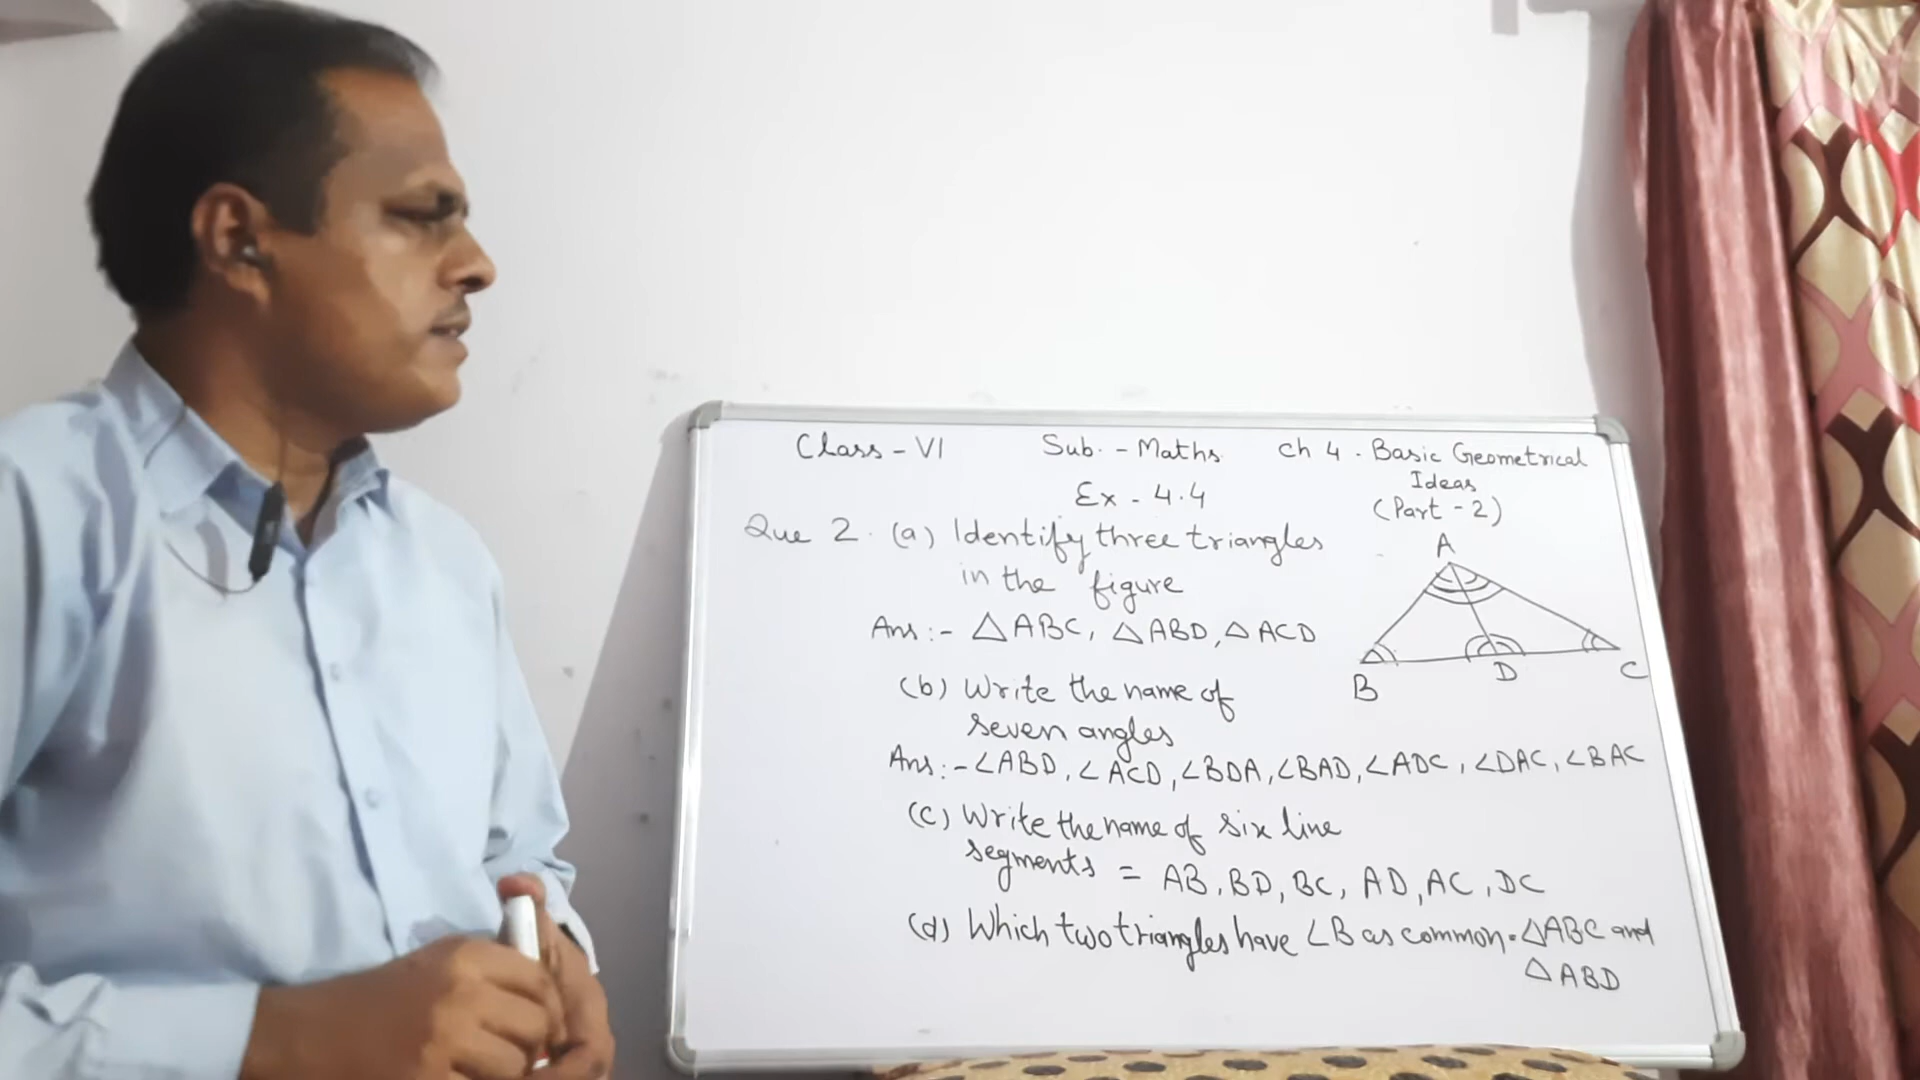 Class - VI Sub. - Maths. Ch 4 . Basic Geometrical
Ideas
Ex - 4.4
(Part - 2)
Que 2. (a) Identify three triangles
in the figure
A
Ans :- △ABC, △ABD, △ACD
B D C
(b) Write the name of
seven angles
Ans :- ∠ABD, ∠ACD, ∠BDA, ∠BAD, ∠ADC, ∠DAC, ∠BAC
(c) Write the name of six line
segments = AB, BD, BC, AD, AC, DC
(d) Which two triangles have ∠B as common. △ABC and
△ABD